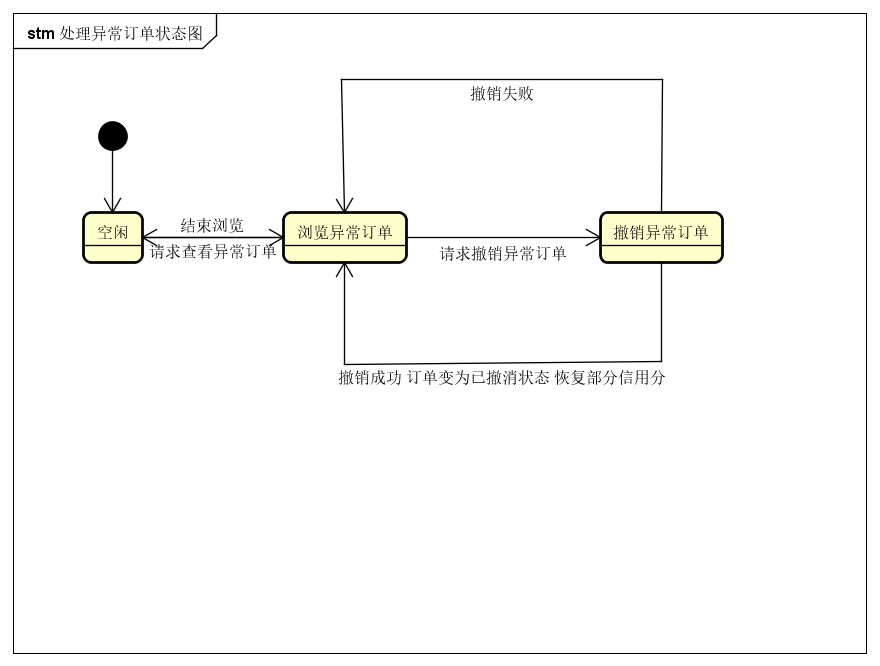 stm 处理异常订单状态图
撤销失败
结束浏览
空闲
浏览异常订单
撤销异常订单
请求查看异常订单
请求撤销异常订单
撤销成功 订单变为已撤消状态 恢复部分信用分